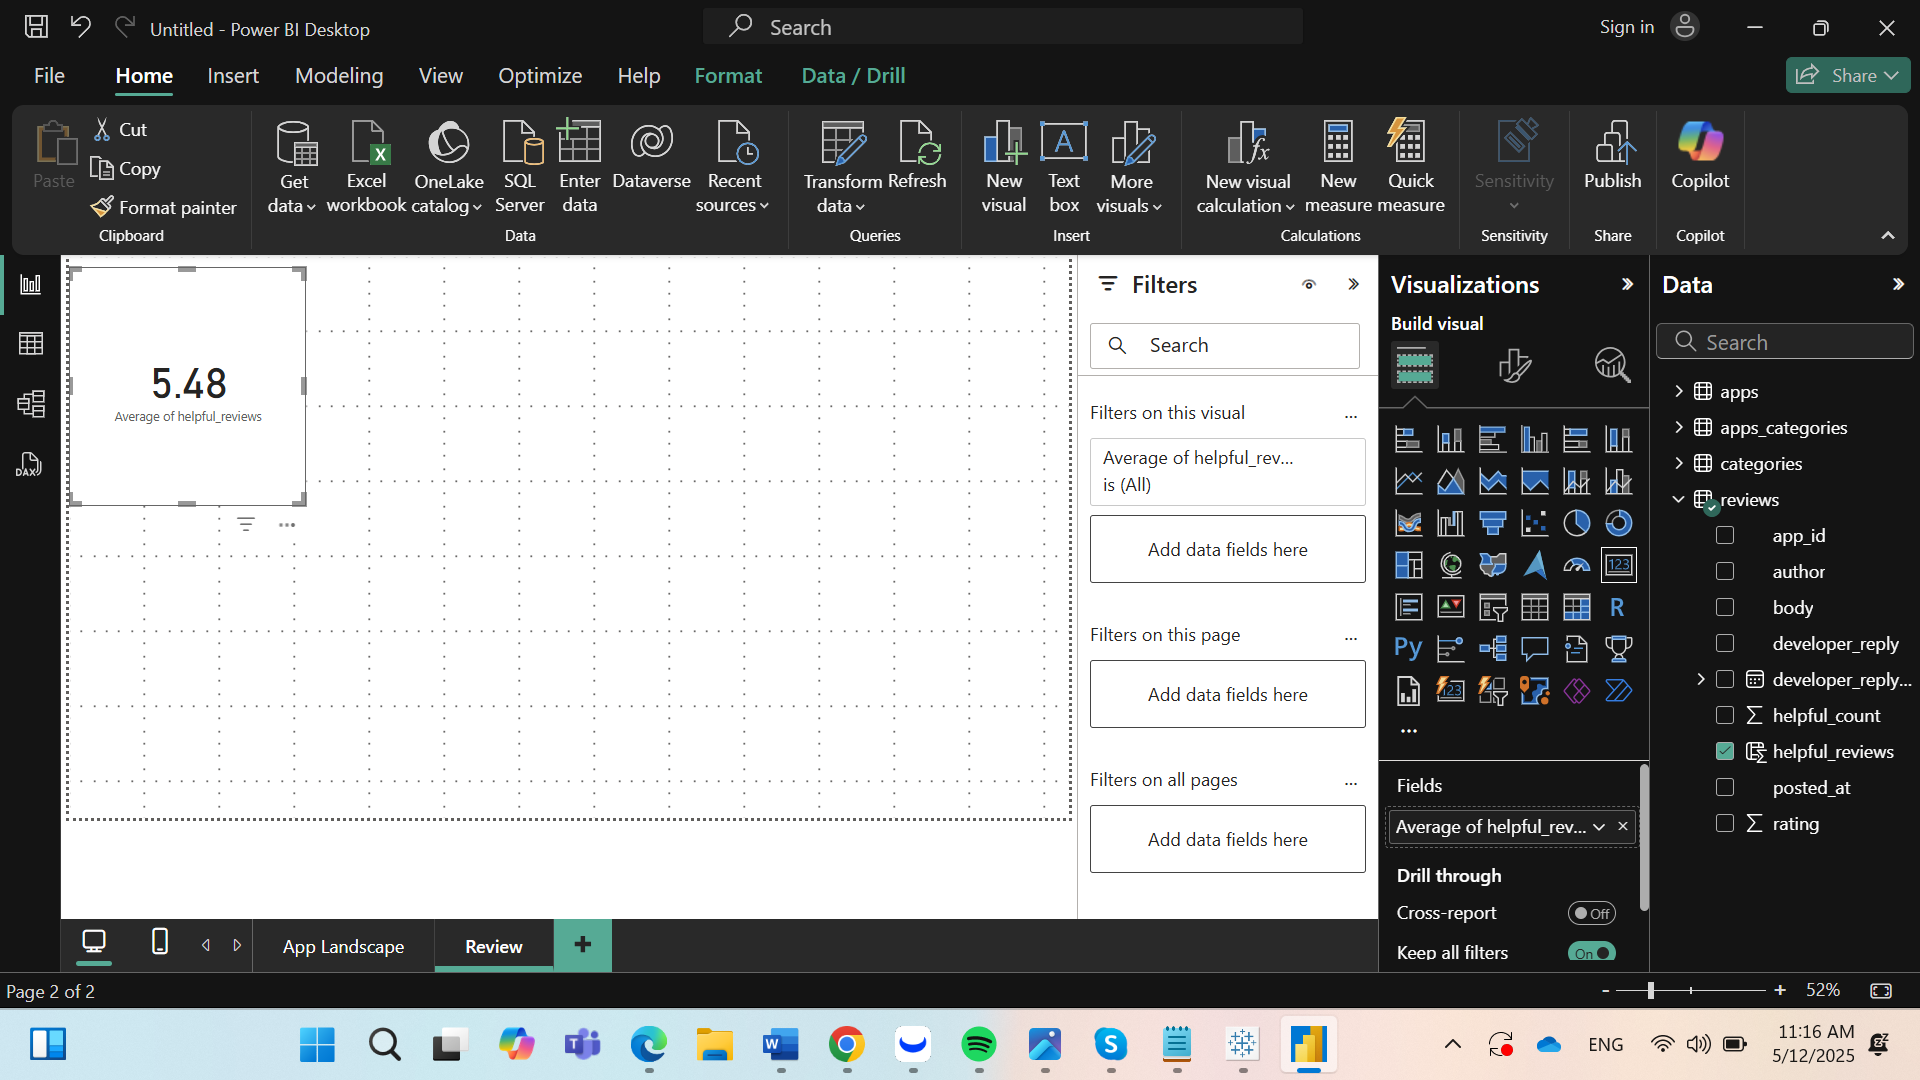 Untitled - Power BI Desktop
Search
Sign in
File
Home
Insert
Modeling
View
Optimize
Help
Format
Data / Drill
Share
Paste
Cut
Copy
Format painter
Clipboard
Get data
Excel workbook
OneLake catalog
SQL Server
Enter data
Dataverse
Recent sources
Data
Transform data
Refresh
Queries
New visual
Text box
More visuals
Insert
New visual calculation
New measure
Quick measure
Calculations
Sensitivity
Sensitivity
Publish
Share
Copilot
Copilot
5.48
Average of helpful_reviews
Filters
Search
Filters on this visual
...
Average of helpful_rev...
is (All)
Add data fields here
Filters on this page
...
Add data fields here
Filters on all pages
...
Add data fields here
Visualizations
Build visual
123
R
Py
123
Fields
Average of helpful_rev...
Drill through
Cross-report
Off
Keep all filters
On
Data
Search
apps
apps_categories
categories
reviews
app_id
author
body
developer_reply
developer_reply...
helpful_count
helpful_reviews
posted_at
rating
DAX
App Landscape
Review
+
Page 2 of 2
- + 52%
ENG
11:16 AM
5/12/2025